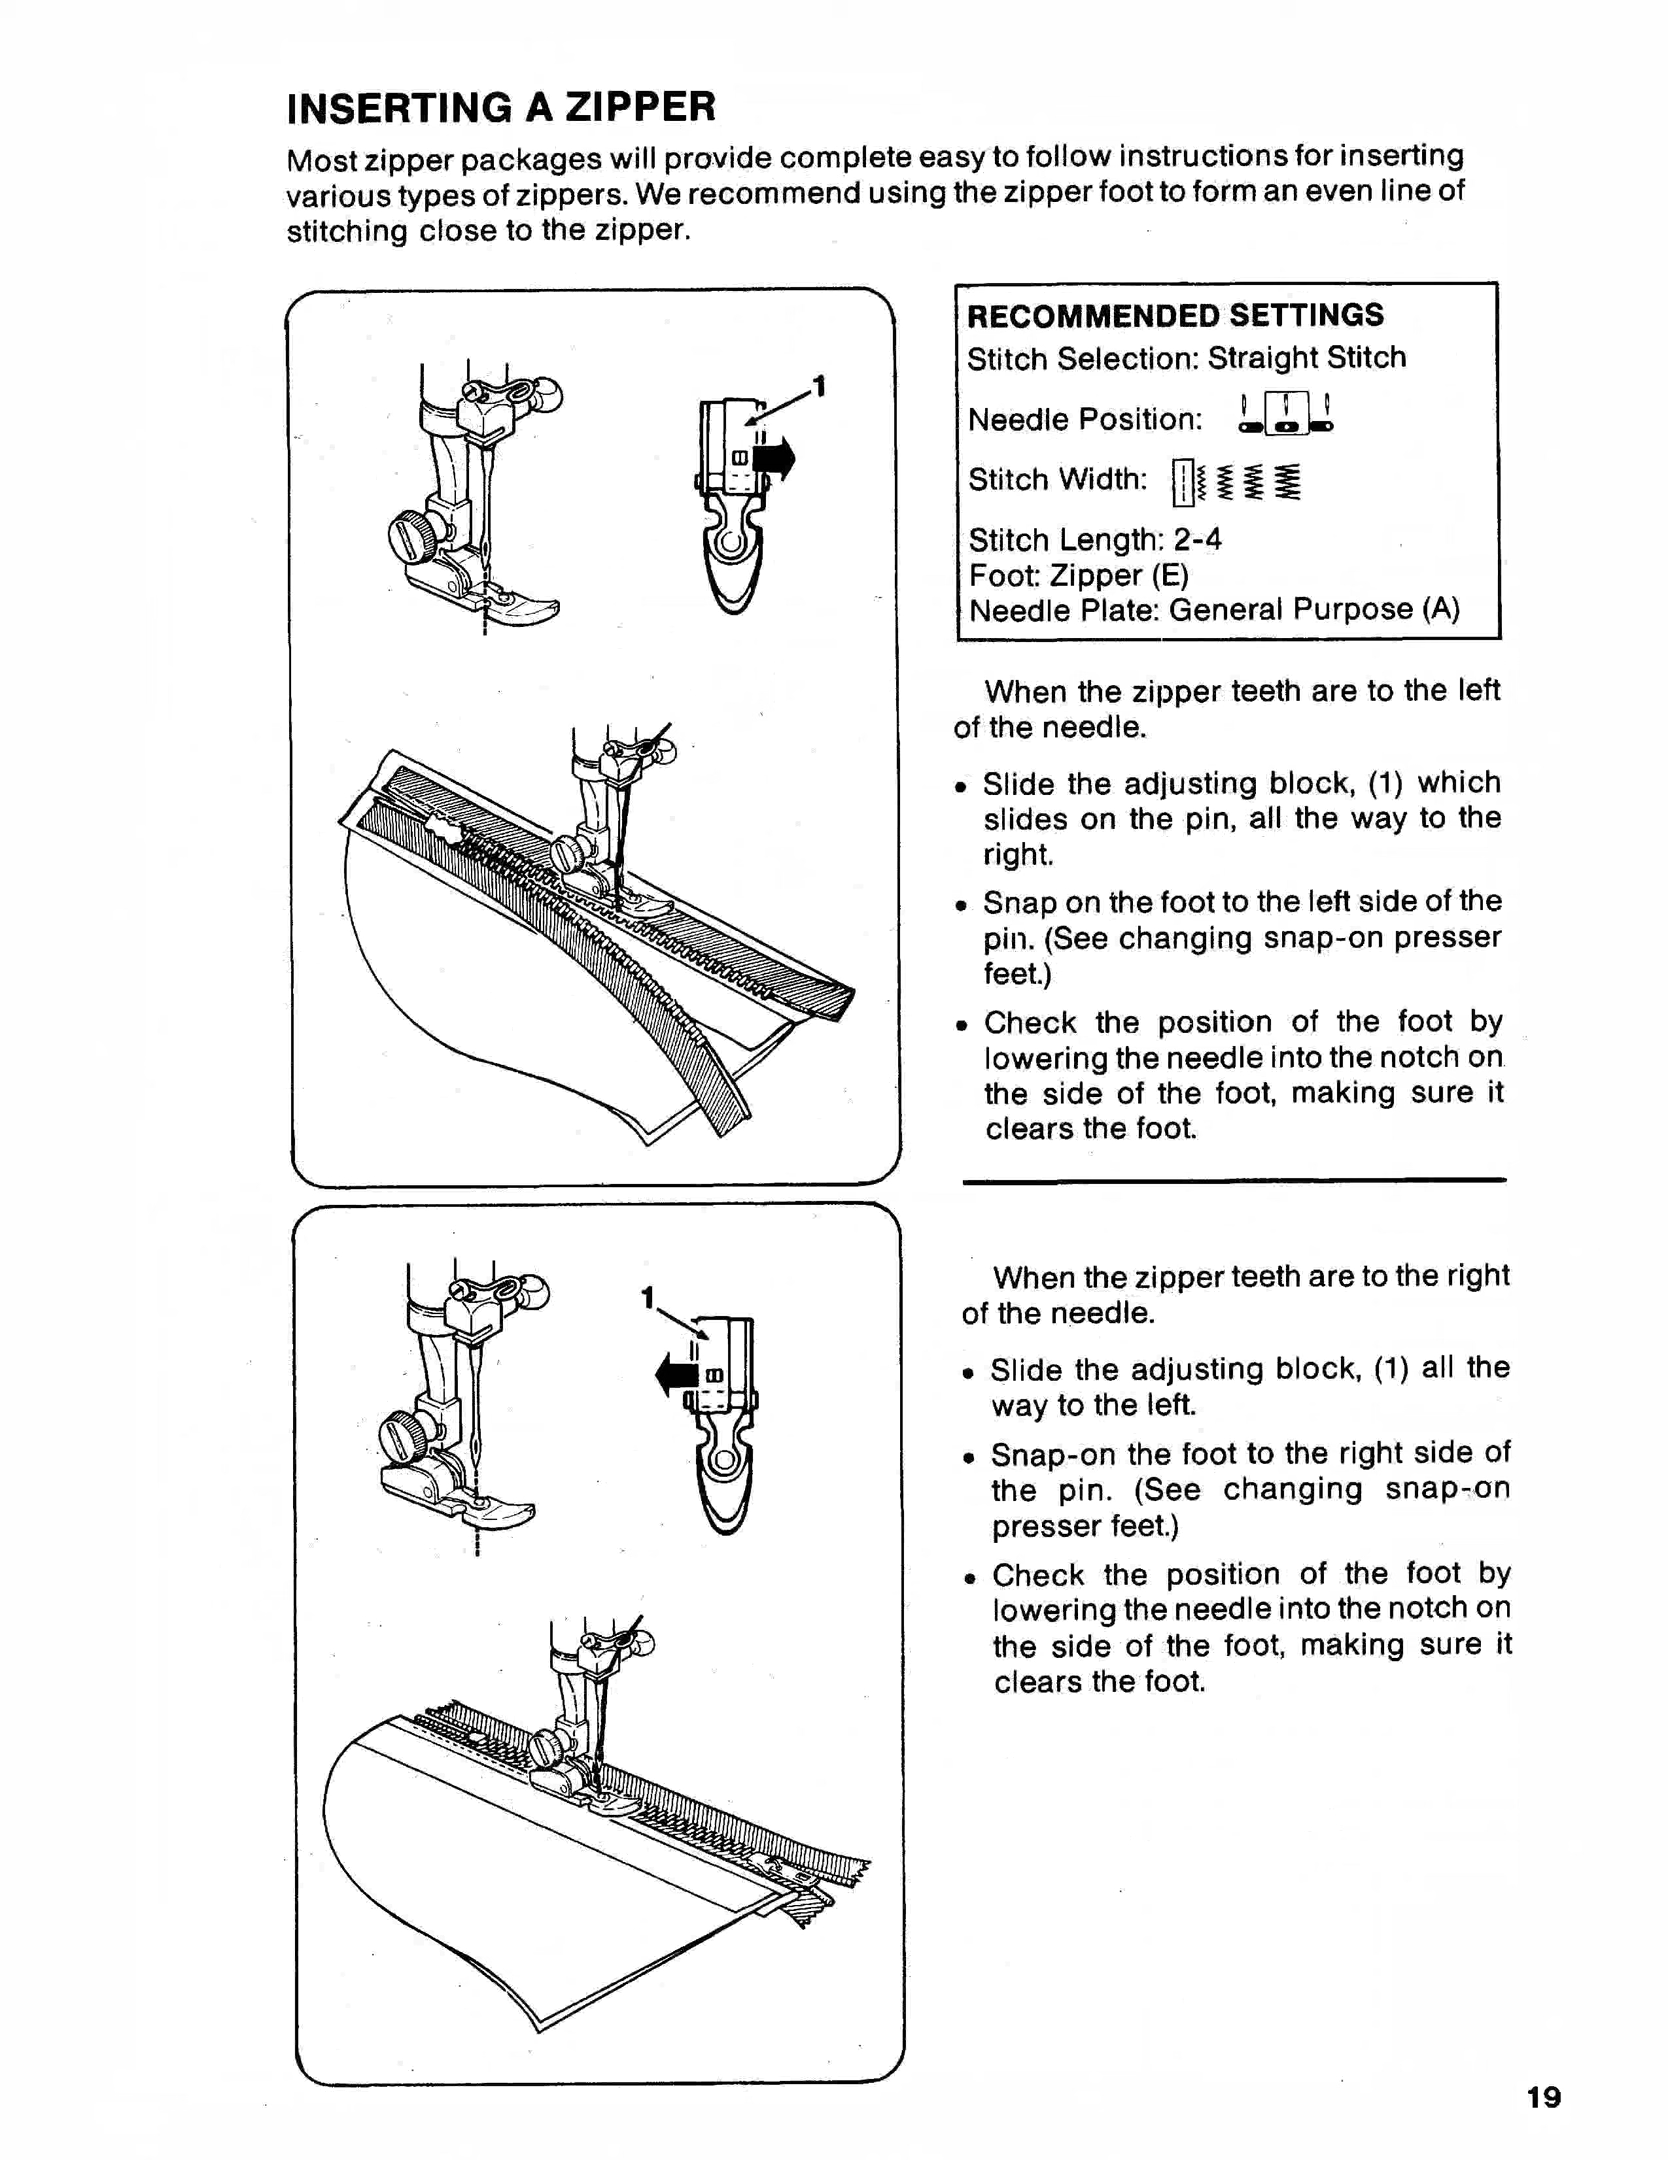 INSERTING A ZIPPER
Most zipper packages will provide complete easy to follow instructions for inserting
various types of zippers. We recommend using the zipper foot to form an even line of
stitching close to the zipper.
1
RECOMMENDED SETTINGS
Stitch Selection: Straight Stitch
Needle Position:
Stitch Width:
Stitch Length: 2-4
Foot: Zipper (E)
Needle Plate: General Purpose (A)
When the zipper teeth are to the left
of the needle.
• Slide the adjusting block, (1) which
slides on the pin, all the way to the
right.
• Snap on the foot to the left side of the
pin. (See changing snap-on presser
feet.)
• Check the position of the foot by
lowering the needle into the notch on
the side of the foot, making sure it
clears the foot.
1
When the zipper teeth are to the right
of the needle.
• Slide the adjusting block, (1) all the
way to the left.
• Snap-on the foot to the right side of
the pin. (See changing snap-on
presser feet.)
• Check the position of the foot by
lowering the needle into the notch on
the side of the foot, making sure it
clears the foot.
19